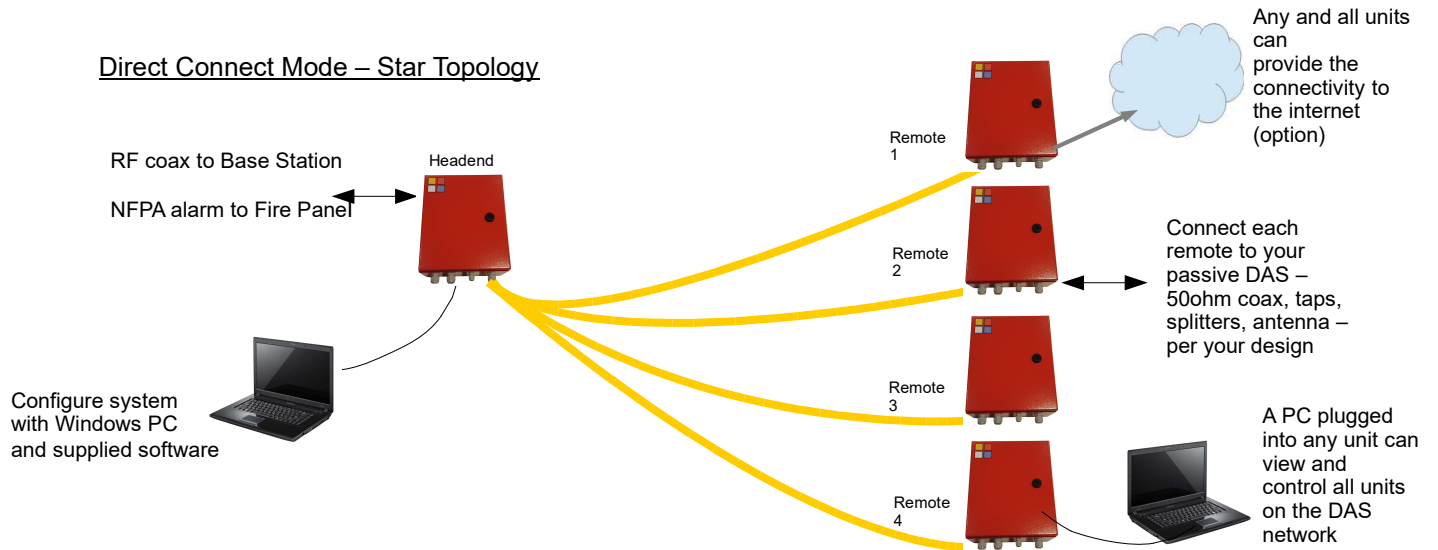 Direct Connect Mode – Star Topology
RF coax to Base Station
NFPA alarm to Fire Panel
Headend
Configure system
with Windows PC
and supplied software
Remote
1
Remote
2
Remote
3
Remote
4
Any and all units
can
provide the
connectivity to
the internet
(option)
Connect each
remote to your
passive DAS –
50ohm coax, taps,
splitters, antenna –
per your design
A PC plugged
into any unit can
view and
control all units
on the DAS
network